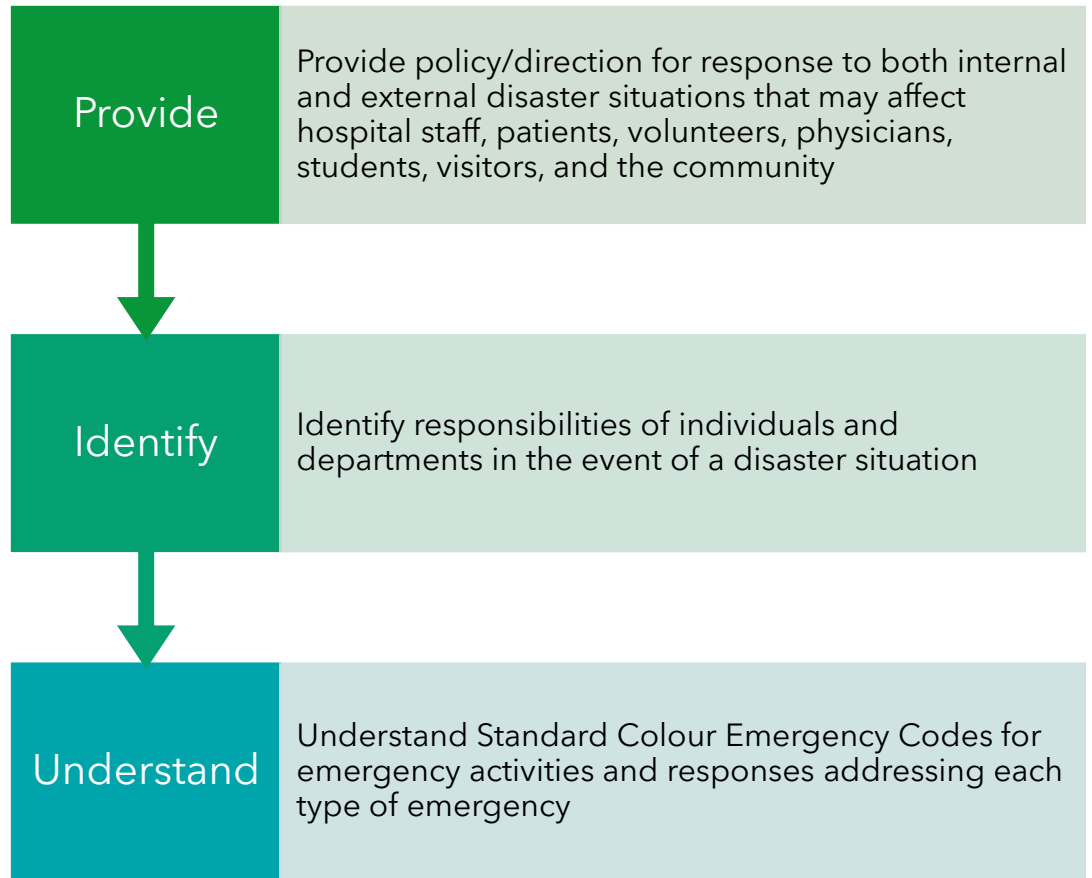 Provide
Provide policy/direction for response to both internal
and external disaster situations that may affect
hospital staff, patients, volunteers, physicians,
students, visitors, and the community
Identify
Identify responsibilities of individuals and
departments in the event of a disaster situation
Understand
Understand Standard Colour Emergency Codes for
emergency activities and responses addressing each
type of emergency